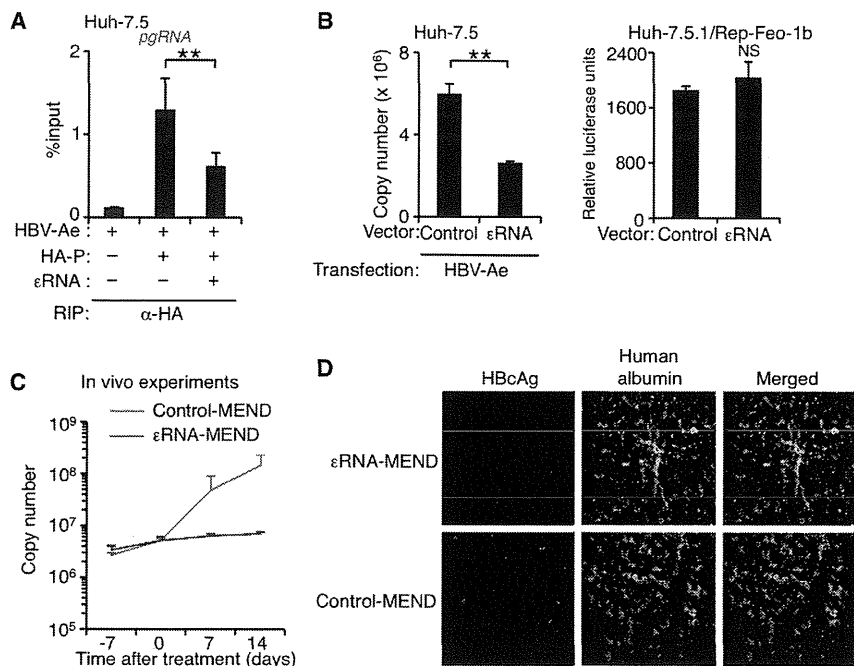 A
Huh-7.5
pgRNA
**
2
1
0
%input
HBV-Ae : + + +
HA-P : − + +
εRNA : − − +
RIP: α-HA
B
Huh-7.5
**
9
6
3
0
Copy number (x 10⁶)
Vector: Control εRNA
Transfection: HBV-Ae
Huh-7.5.1/Rep-Feo-1b
NS
2400
1600
800
0
Relative luciferase units
Vector: Control εRNA
C
In vivo experiments
Control-MEND
εRNA-MEND
10⁹
10⁸
10⁷
10⁶
10⁵
Copy number
-7 0 7 14
Time after treatment (days)
D
HBcAg
Human albumin
Merged
εRNA-MEND
Control-MEND